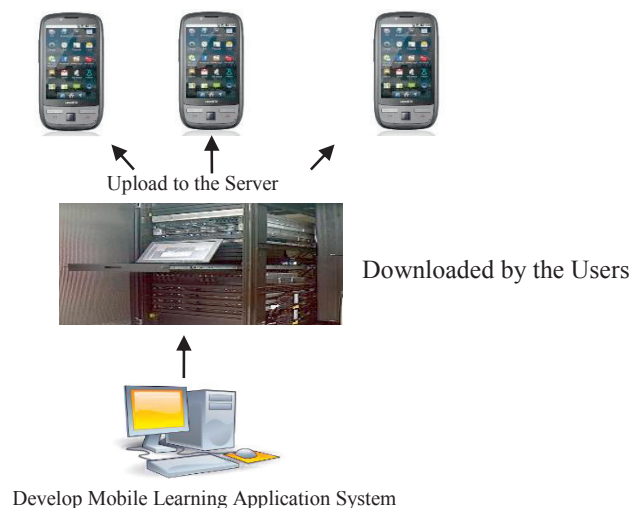 Upload to the Server
Downloaded by the Users
Develop Mobile Learning Application System